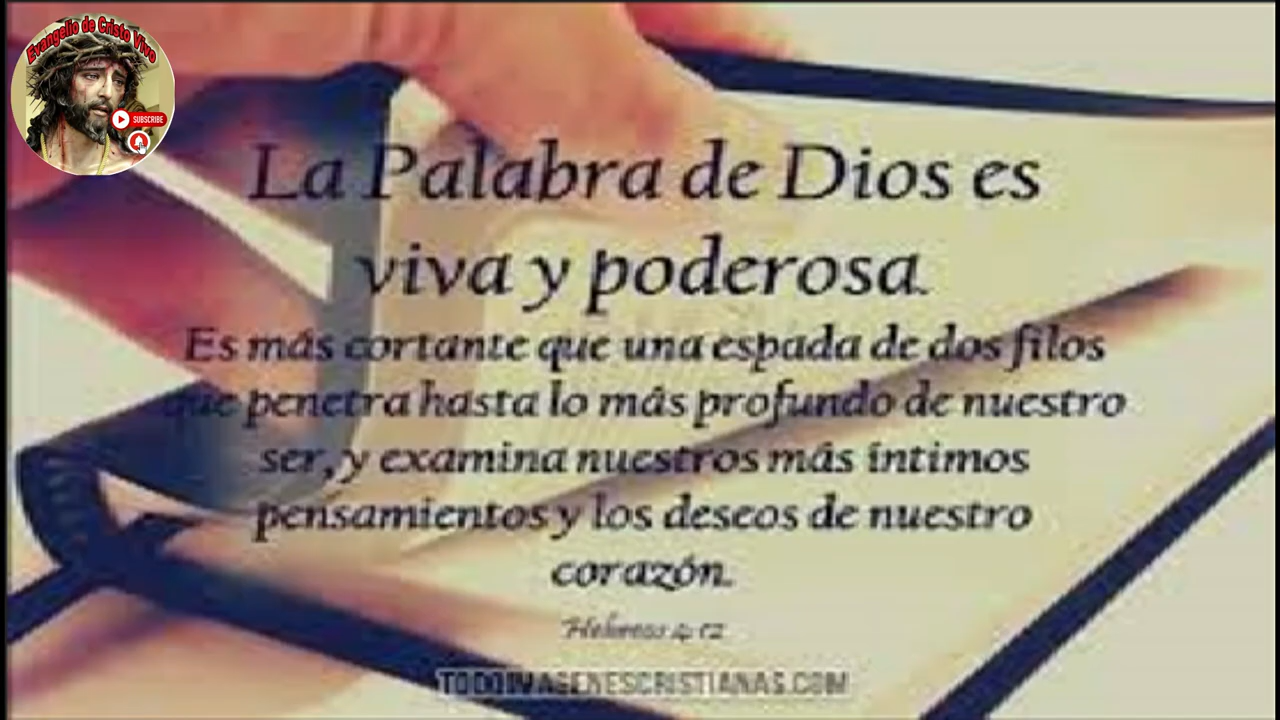 Evangelio de Cristo Vivo
SUBSCRIBE
La Palabra de Dios es
viva y poderosa.
Es más cortante que una espada de dos filos
que penetra hasta lo más profundo de nuestro
ser, y examina nuestros más íntimos
pensamientos y los deseos de nuestro
corazón.
Hebreos 4:12
TODOIMAGENESCRISTIANAS.COM